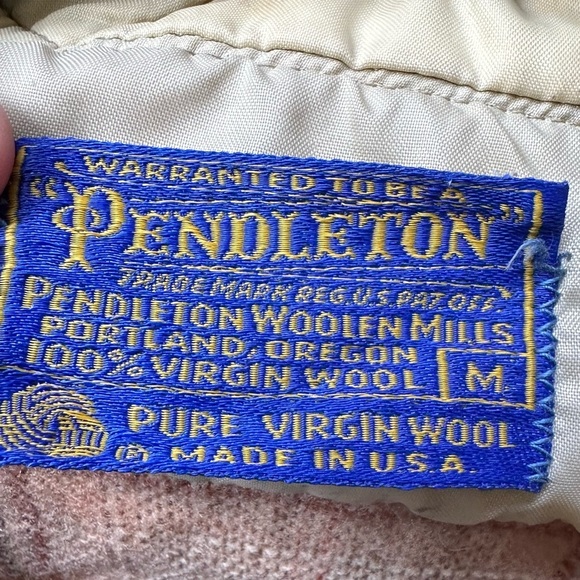 WARRANTED TO BE A
"PENDLETON"
TRADE MARK REG. U.S. PAT. OFF.
PENDLETON WOOLEN MILLS
PORTLAND, OREGON
100% VIRGIN WOOL M
PURE VIRGIN WOOL
® MADE IN U.S.A.